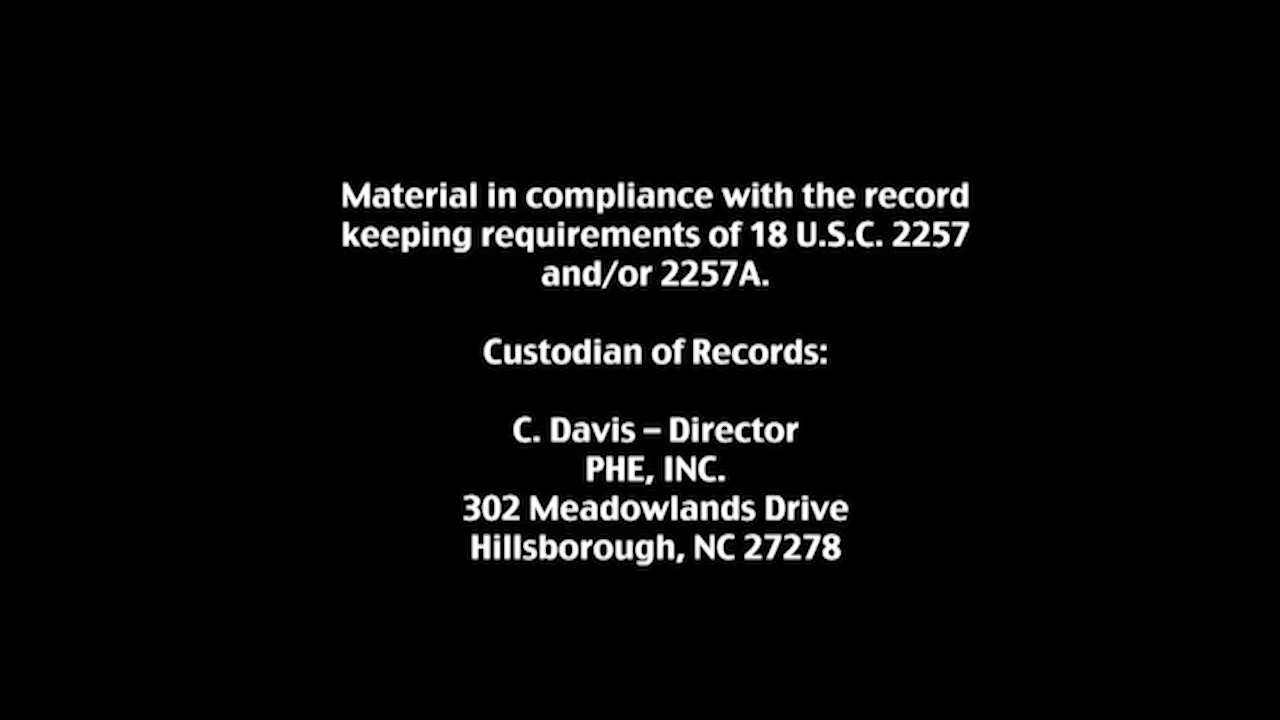 Material in compliance with the record
keeping requirements of 18 U.S.C. 2257
and/or 2257A.
Custodian of Records:
C. Davis – Director
PHE, INC.
302 Meadowlands Drive
Hillsborough, NC 27278